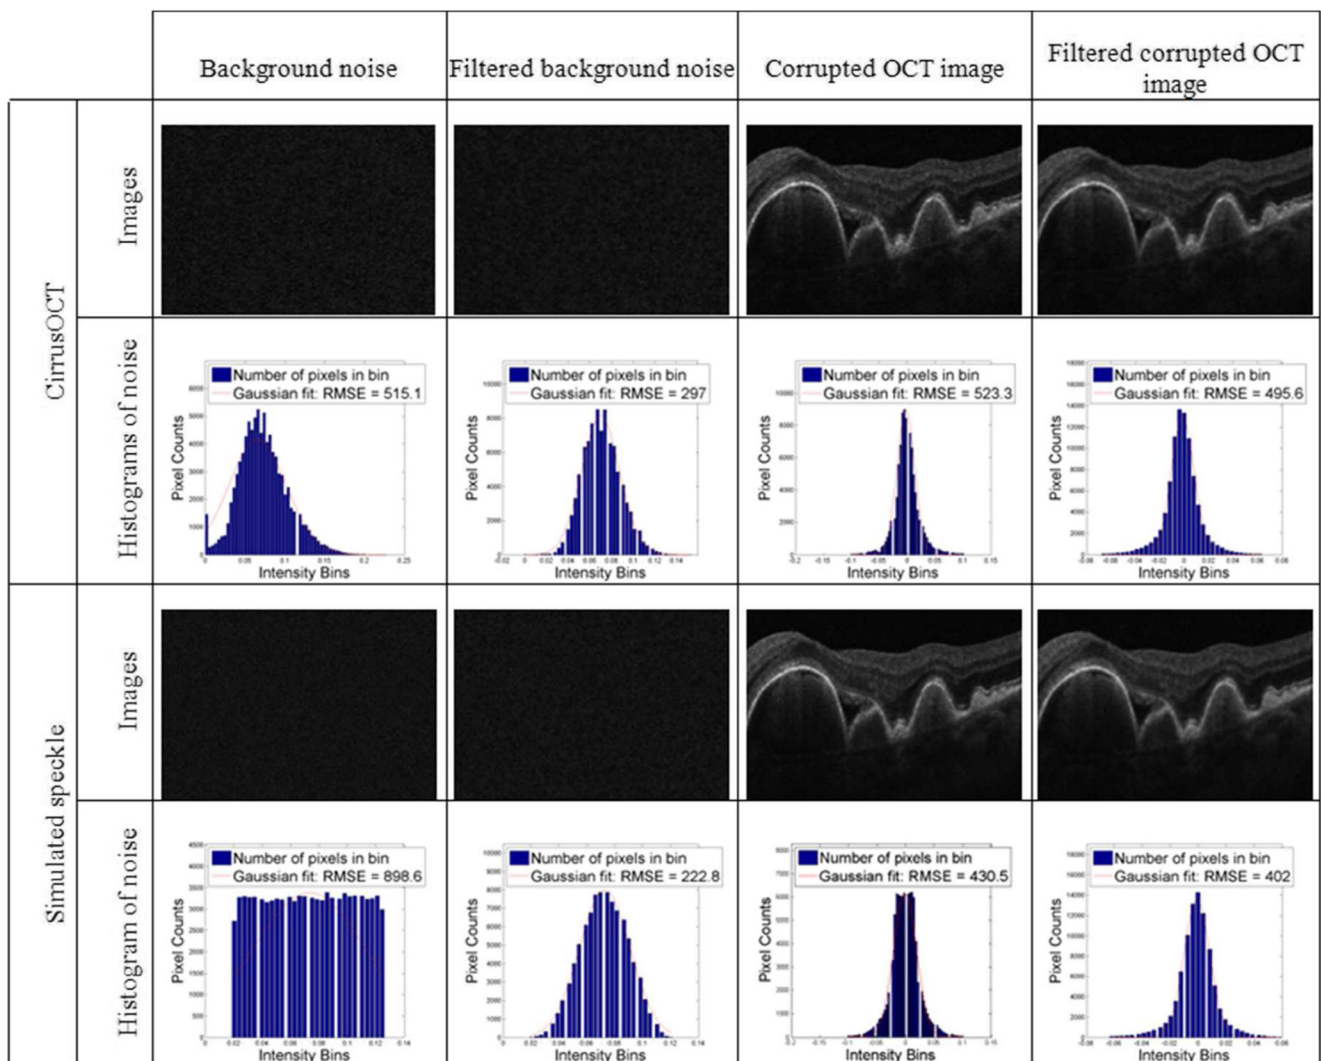 Background noise
Filtered background noise
Corrupted OCT image
Filtered corrupted OCT
image
CirrusOCT
Images
Histograms of noise
Number of pixels in bin
Gaussian fit: RMSE = 515.1
Pixel Counts
Intensity Bins
Number of pixels in bin
Gaussian fit: RMSE = 297
Pixel Counts
Intensity Bins
Number of pixels in bin
Gaussian fit: RMSE = 523.3
Pixel Counts
Intensity Bins
Number of pixels in bin
Gaussian fit: RMSE = 495.6
Pixel Counts
Intensity Bins
Simulated speckle
Images
Histogram of noise
Number of pixels in bin
Gaussian fit: RMSE = 898.6
Pixel Counts
Intensity Bins
Number of pixels in bin
Gaussian fit: RMSE = 222.8
Pixel Counts
Intensity Bins
Number of pixels in bin
Gaussian fit: RMSE = 430.5
Pixel Counts
Intensity Bins
Number of pixels in bin
Gaussian fit: RMSE = 402
Pixel Counts
Intensity Bins